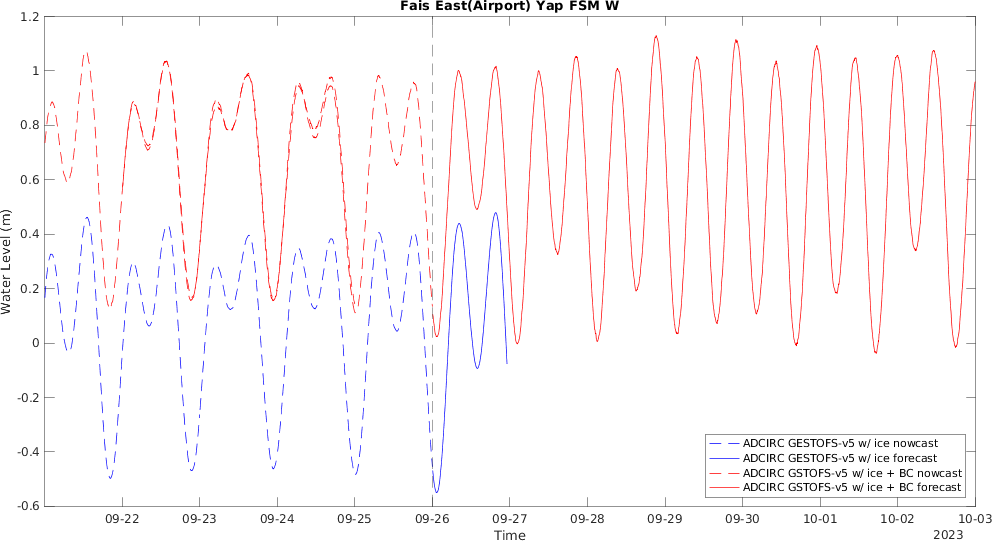 Fais East(Airport) Yap FSM W
1.2
1
0.8
0.6
0.4
0.2
0
-0.2
-0.4
-0.6
Water Level (m)
09-22 09-23 09-24 09-25 09-26 09-27 09-28 09-29 09-30 10-01 10-02 10-03
Time
2023
ADCIRC GESTOFS-v5 w/ ice nowcast
ADCIRC GESTOFS-v5 w/ ice forecast
ADCIRC GSTOFS-v5 w/ ice + BC nowcast
ADCIRC GSTOFS-v5 w/ ice + BC forecast